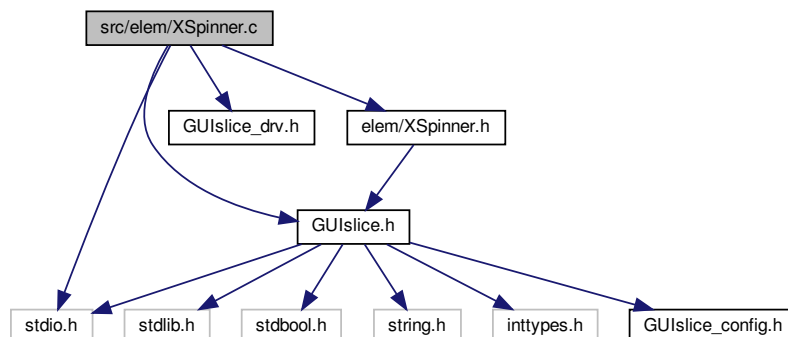 src/elem/XSpinner.c
GUIslice_drv.h
elem/XSpinner.h
GUIslice.h
stdio.h
stdlib.h
stdbool.h
string.h
inttypes.h
GUIslice_config.h